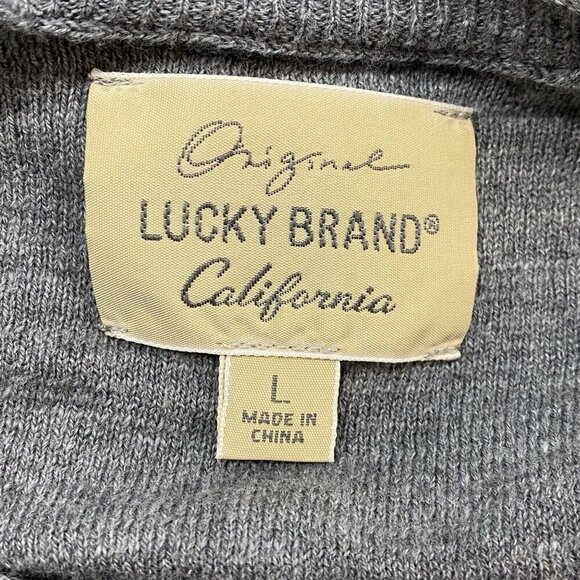 Original
LUCKY BRAND®
California
L
MADE IN
CHINA